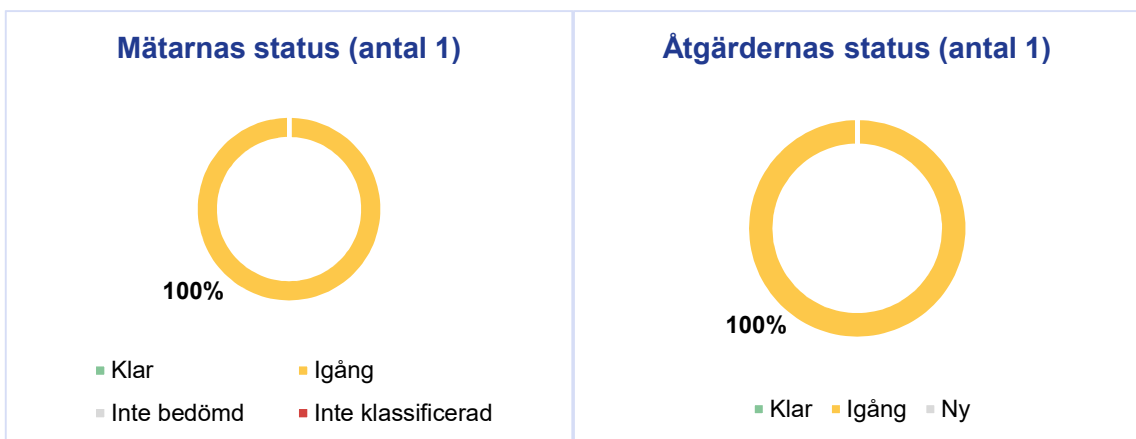 Mätarnas status (antal 1)
100%
Klar
Igång
Inte bedömd
Inte klassificerad
Åtgärdernas status (antal 1)
100%
Klar Igång Ny